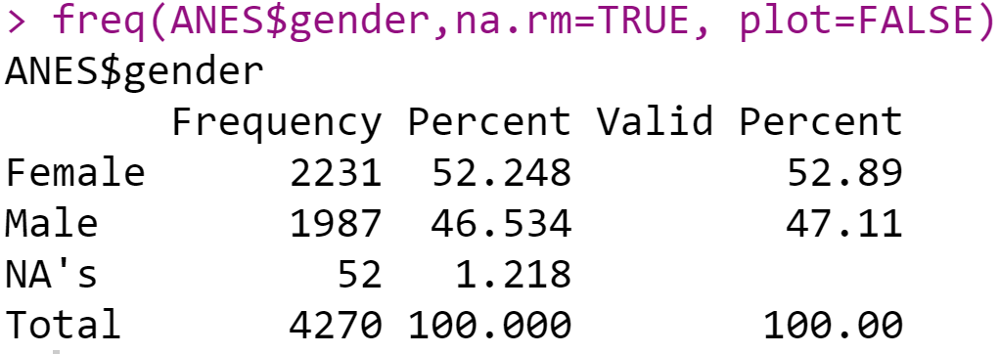 > freq(ANES$gender,na.rm=TRUE, plot=FALSE)
ANES$gender
Frequency Percent Valid Percent
Female 2231 52.248 52.89
Male 1987 46.534 47.11
NA's 52 1.218
Total 4270 100.000 100.00